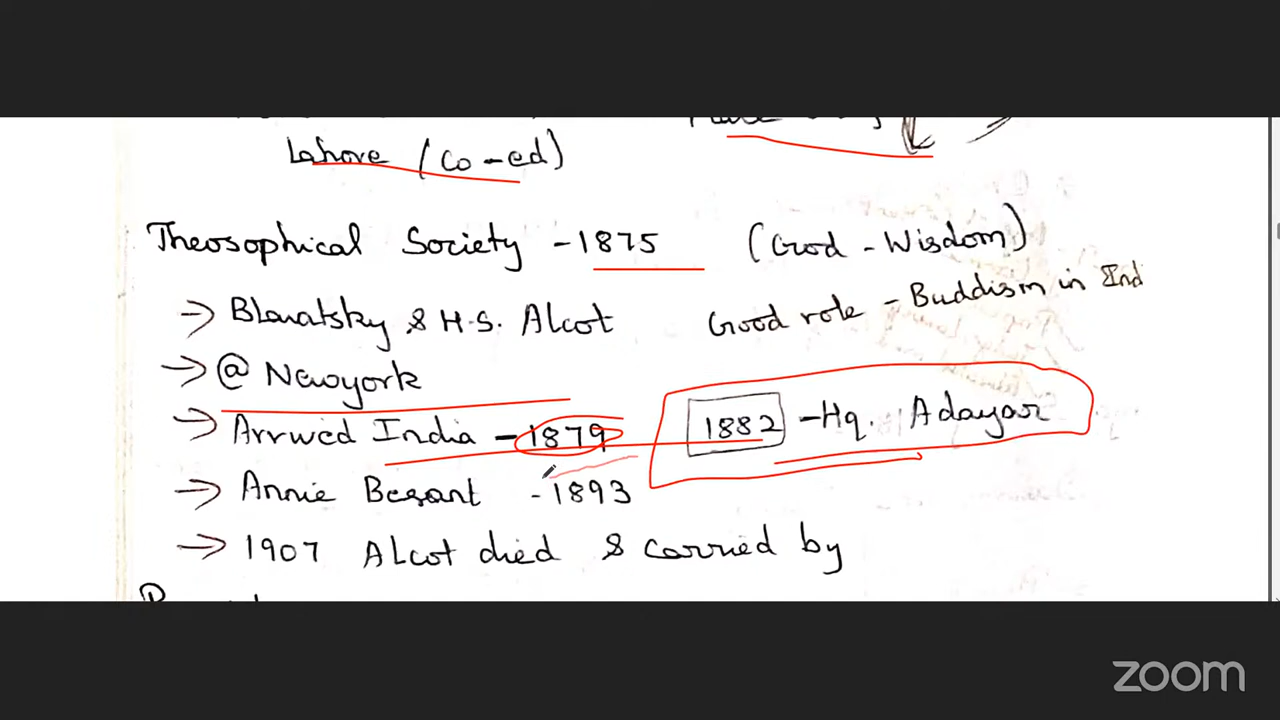 Lahore (Co-ed)
Theosophical Society - 1875 (God - Wisdom)
→ Blavatsky & H.S. Alcot Good role - Buddism in Ind
→ @ Newyork
→ Arrived India - 1879 1882 - Hq. Adayar
→ Annie Besant - 1893
→ 1907 Alcot died & carried by
zoom